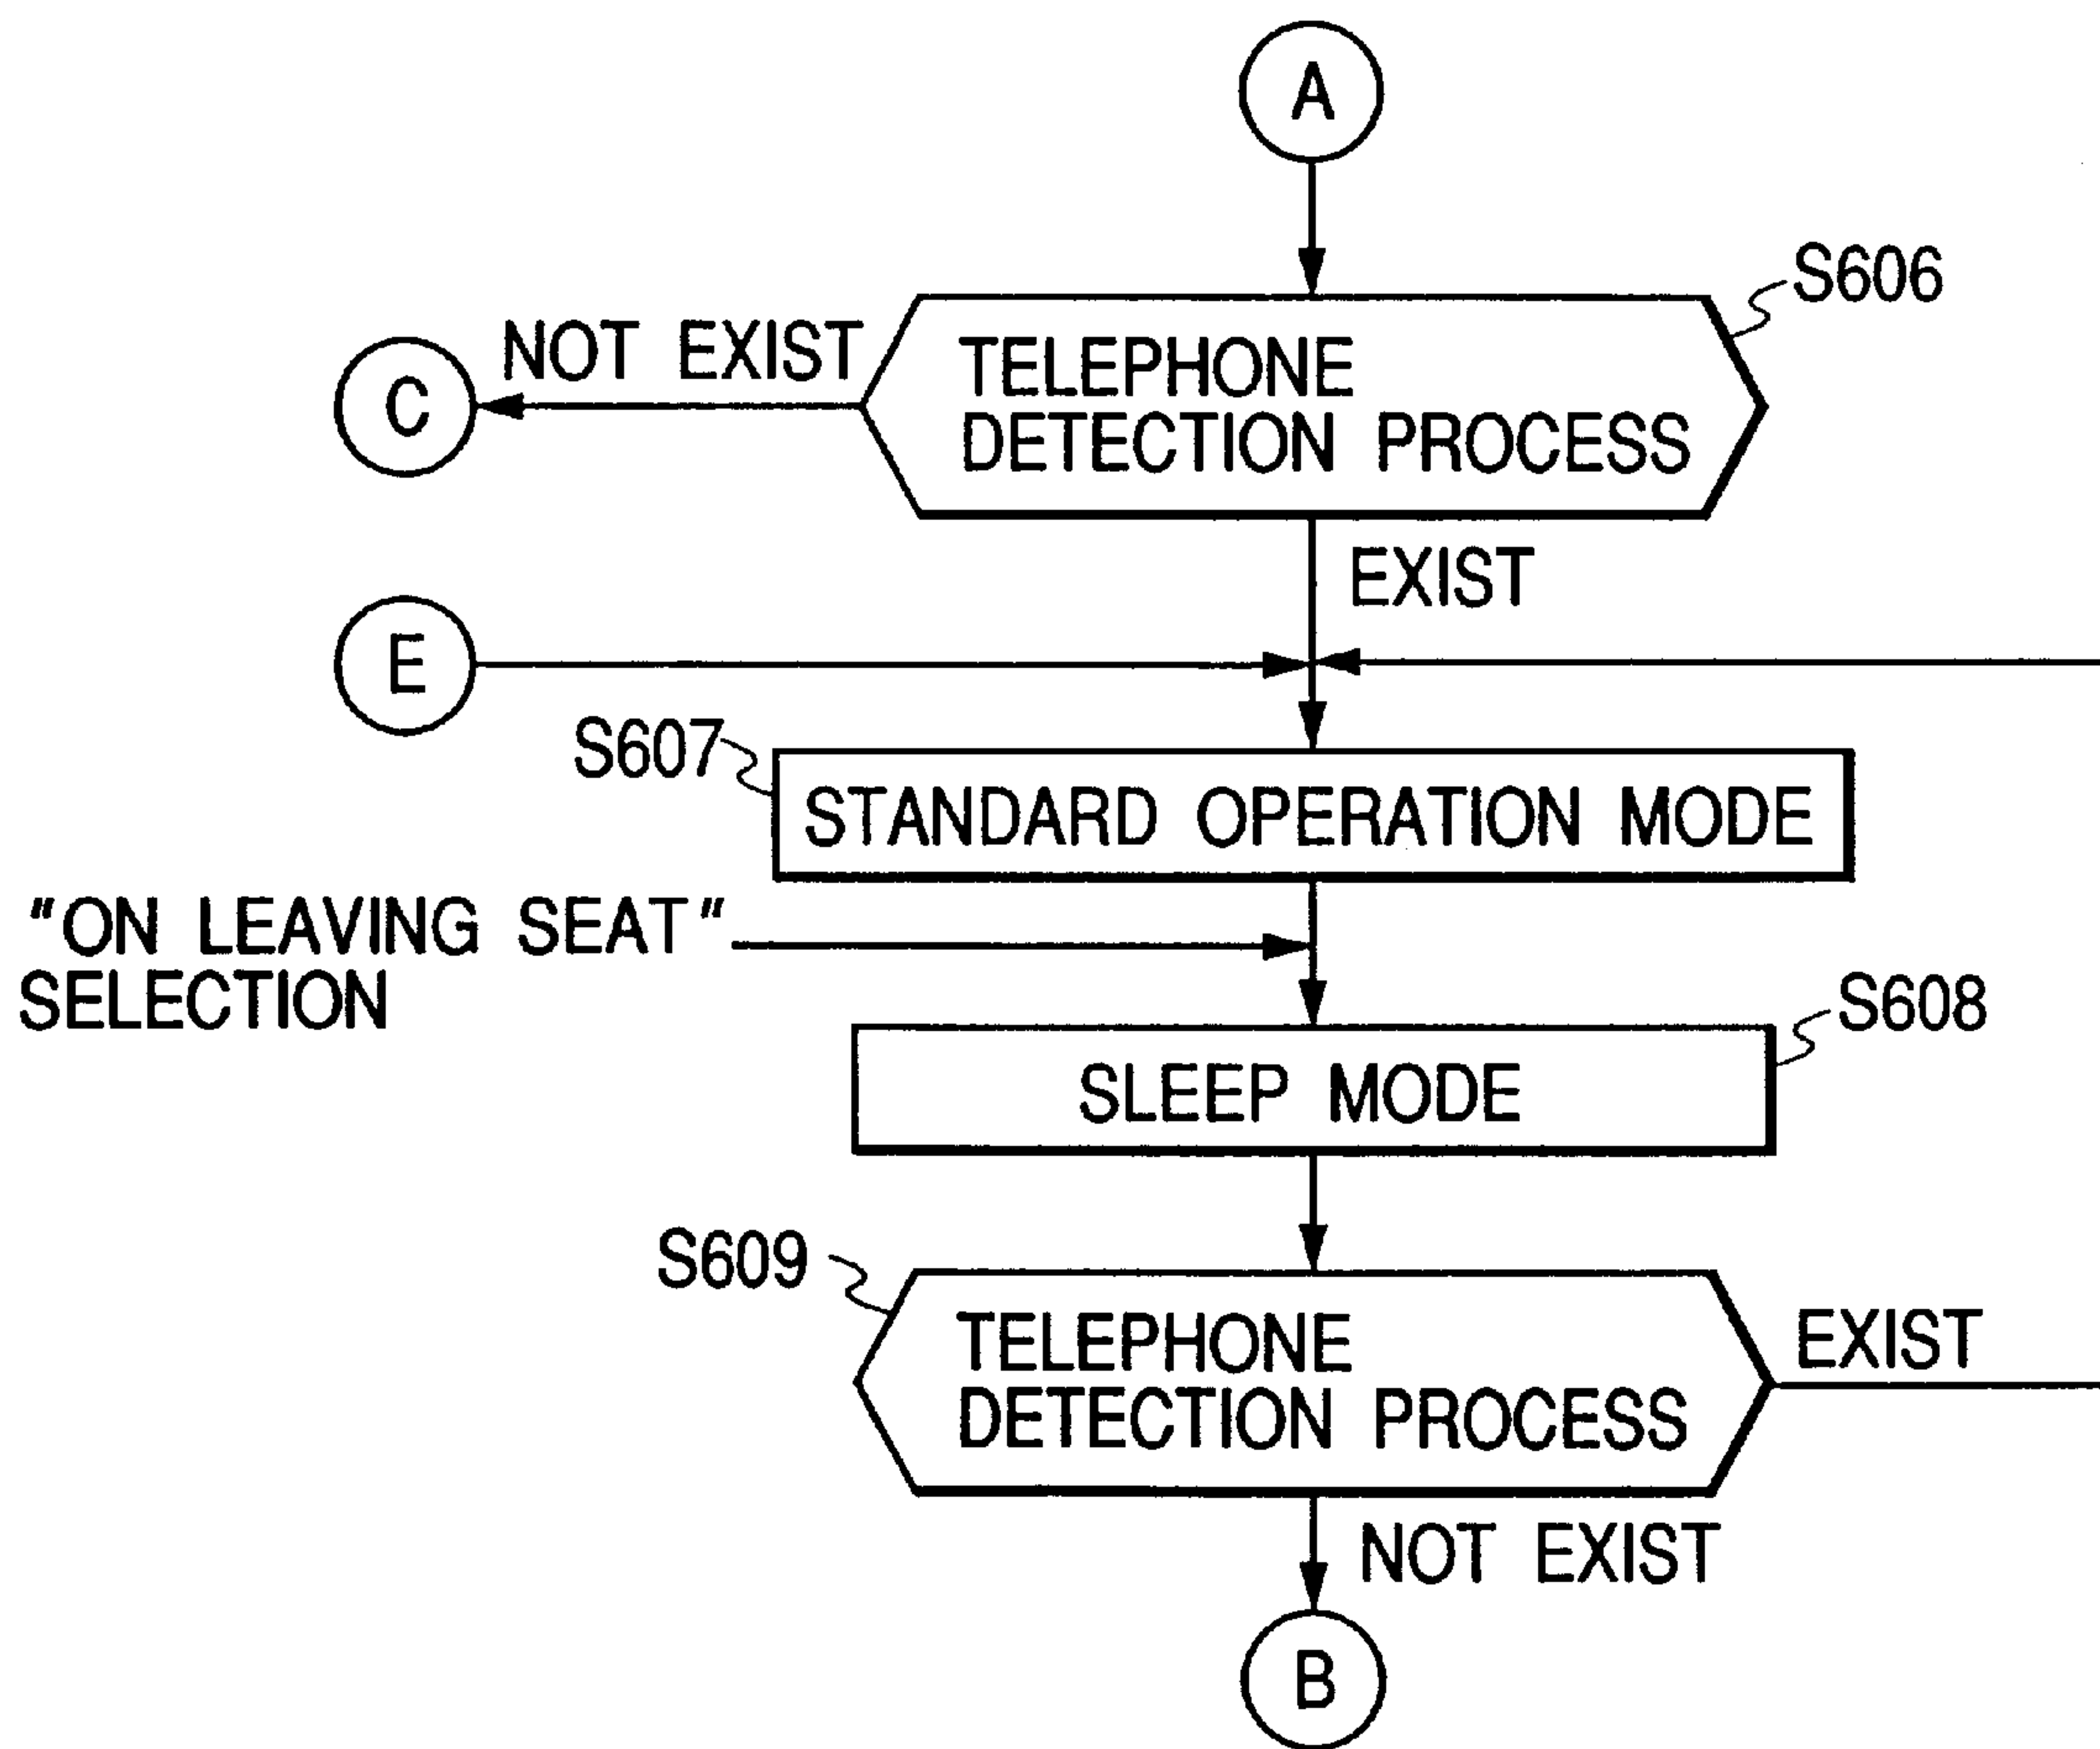 A
S606
NOT EXIST
TELEPHONE
DETECTION PROCESS
C
EXIST
E
S607
STANDARD OPERATION MODE
"ON LEAVING SEAT"
SELECTION
S608
SLEEP MODE
S609
TELEPHONE
DETECTION PROCESS
EXIST
NOT EXIST
B